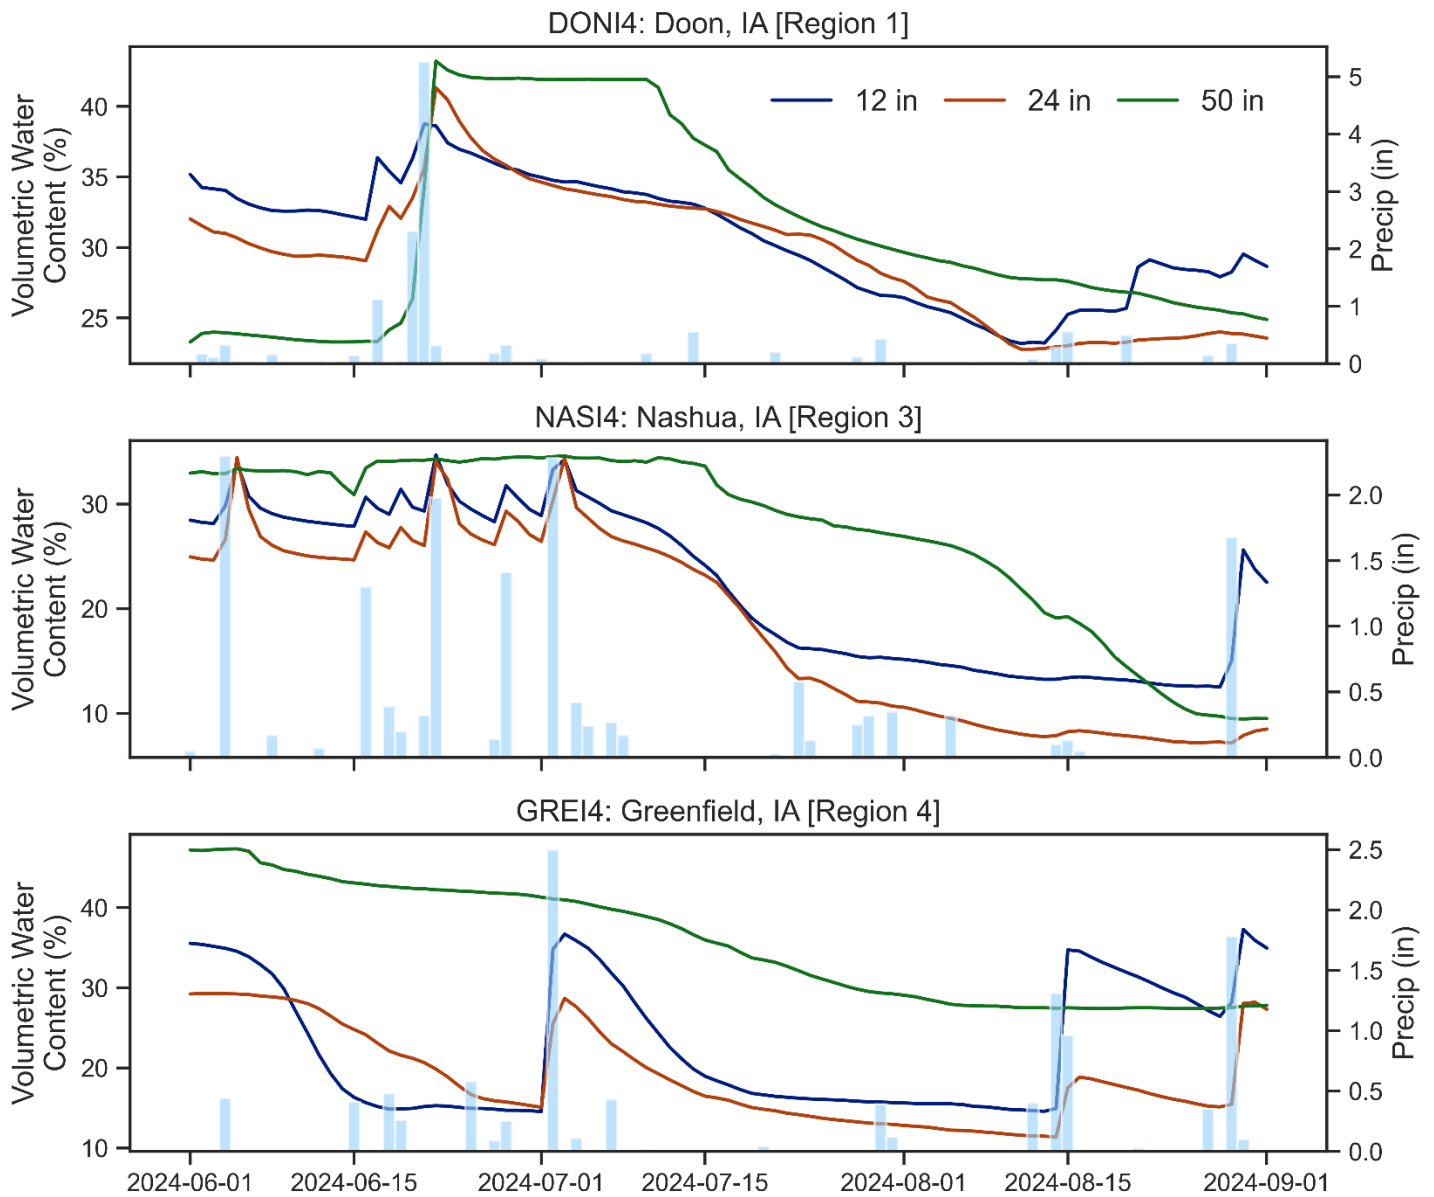 DONI4: Doon, IA [Region 1]
Volumetric Water
Content (%)
40
35
30
25
12 in
24 in
50 in
5
4
3
2
1
0
Precip (in)
NASI4: Nashua, IA [Region 3]
Volumetric Water
Content (%)
30
20
10
2.0
1.5
1.0
0.5
0.0
Precip (in)
GREI4: Greenfield, IA [Region 4]
Volumetric Water
Content (%)
40
30
20
10
2.5
2.0
1.5
1.0
0.5
0.0
Precip (in)
2024-06-01
2024-06-15
2024-07-01
2024-07-15
2024-08-01
2024-08-15
2024-09-01